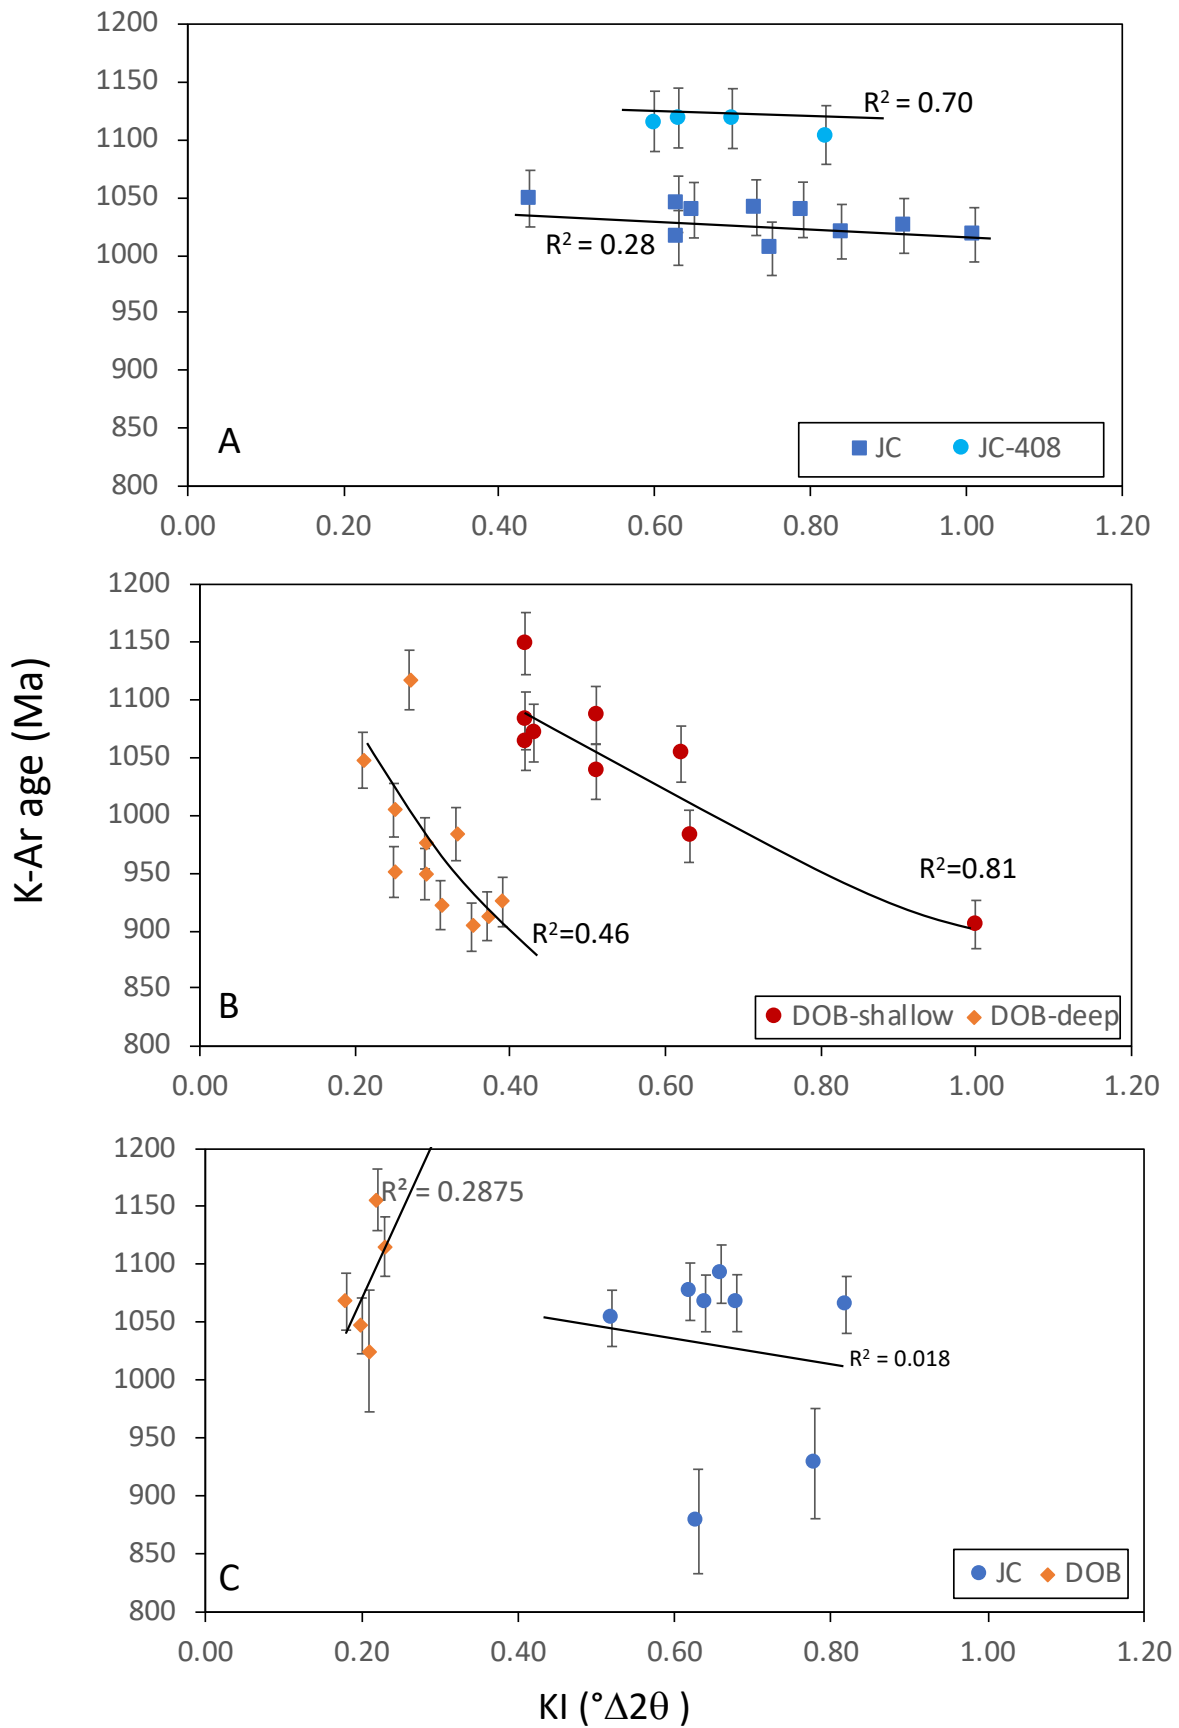 1200
1150
1100
1050
1000
950
900
850
800
R² = 0.70
R² = 0.28
A
JC JC-408
0.00 0.20 0.40 0.60 0.80 1.00 1.20
K-Ar age (Ma)
1200
1150
1100
1050
1000
950
900
850
800
R²=0.81
R²=0.46
B
DOB-shallow DOB-deep
0.00 0.20 0.40 0.60 0.80 1.00 1.20
1200
1150
1100
1050
1000
950
900
850
800
R² = 0.2875
R² = 0.018
C
JC DOB
0.00 0.20 0.40 0.60 0.80 1.00 1.20
KI (°Δ2θ )